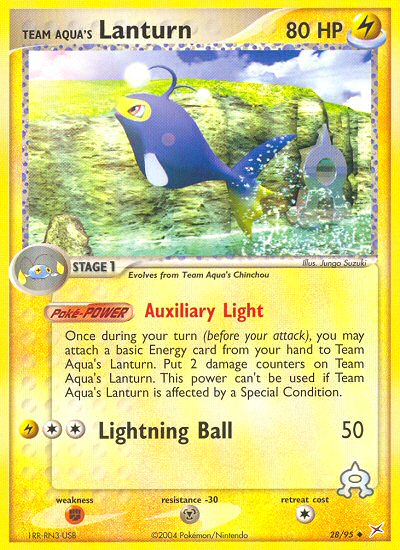 TEAM AQUA'S Lanturn 80 HP
Illus. Jungo Suzuki
STAGE 1
Evolves from Team Aqua's Chinchou
Poké-POWER Auxiliary Light
Once during your turn (before your attack), you may
attach a basic Energy card from your hand to Team
Aqua's Lanturn. Put 2 damage counters on Team
Aqua's Lanturn. This power can't be used if Team
Aqua's Lanturn is affected by a Special Condition.
Lightning Ball 50
weakness resistance -30 retreat cost
1RR-RN3-USB ©2004 Pokémon/Nintendo 28/95